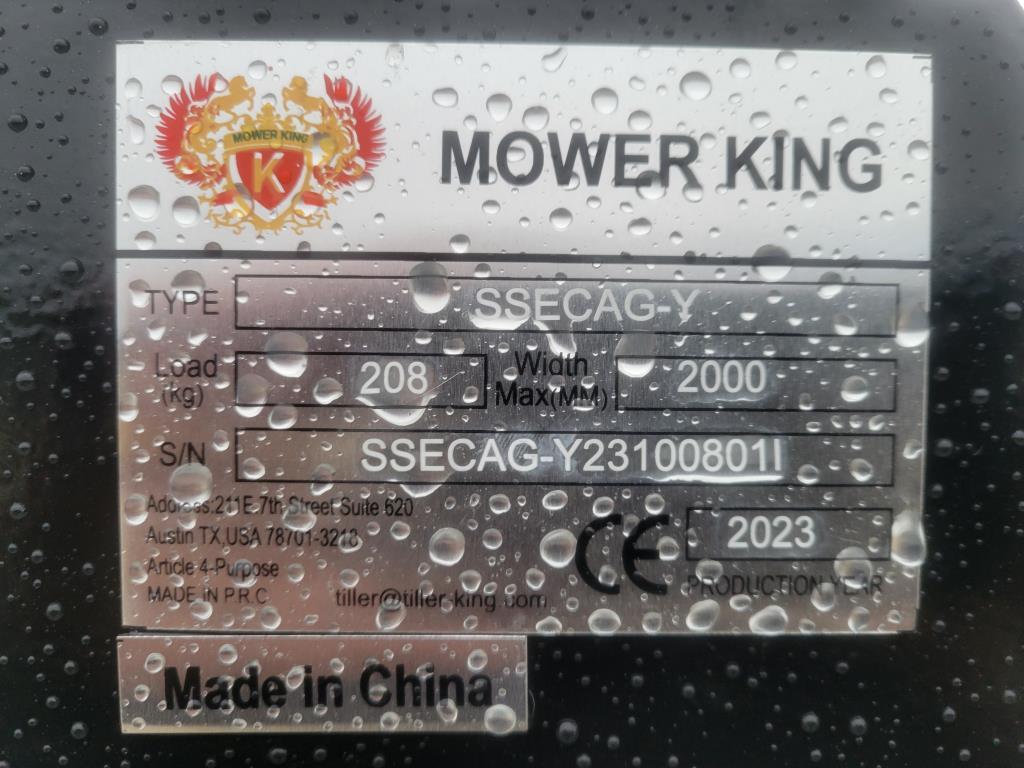 MOWER KING
K
MOWER KING
TYPE SSECAG-Y
Load (kg) 208 Width Max(MM) 2000
S/N SSECAG-Y23100801I
Address:211E.7th Street Suite 620
Austin TX,USA 78701-3218
Article 4-Purpose
MADE IN P.R.C tiller@tiller-king.com
CE 2023
PRODUCTION YEAR
Made in China